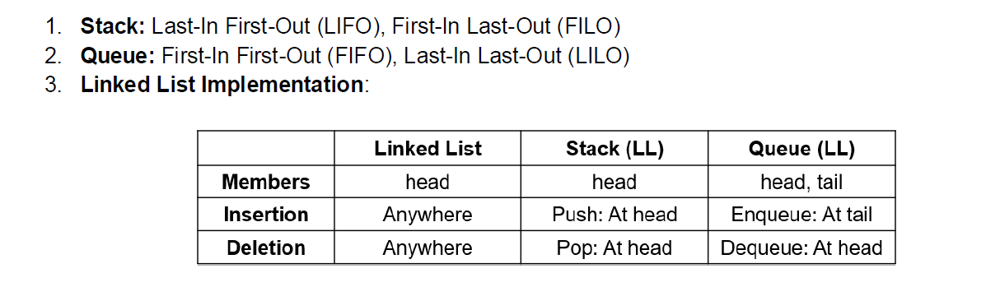 1. Stack: Last-In First-Out (LIFO), First-In Last-Out (FILO)
2. Queue: First-In First-Out (FIFO), Last-In Last-Out (LILO)
3. Linked List Implementation:
Linked List Stack (LL) Queue (LL)
Members head head head, tail
Insertion Anywhere Push: At head Enqueue: At tail
Deletion Anywhere Pop: At head Dequeue: At head